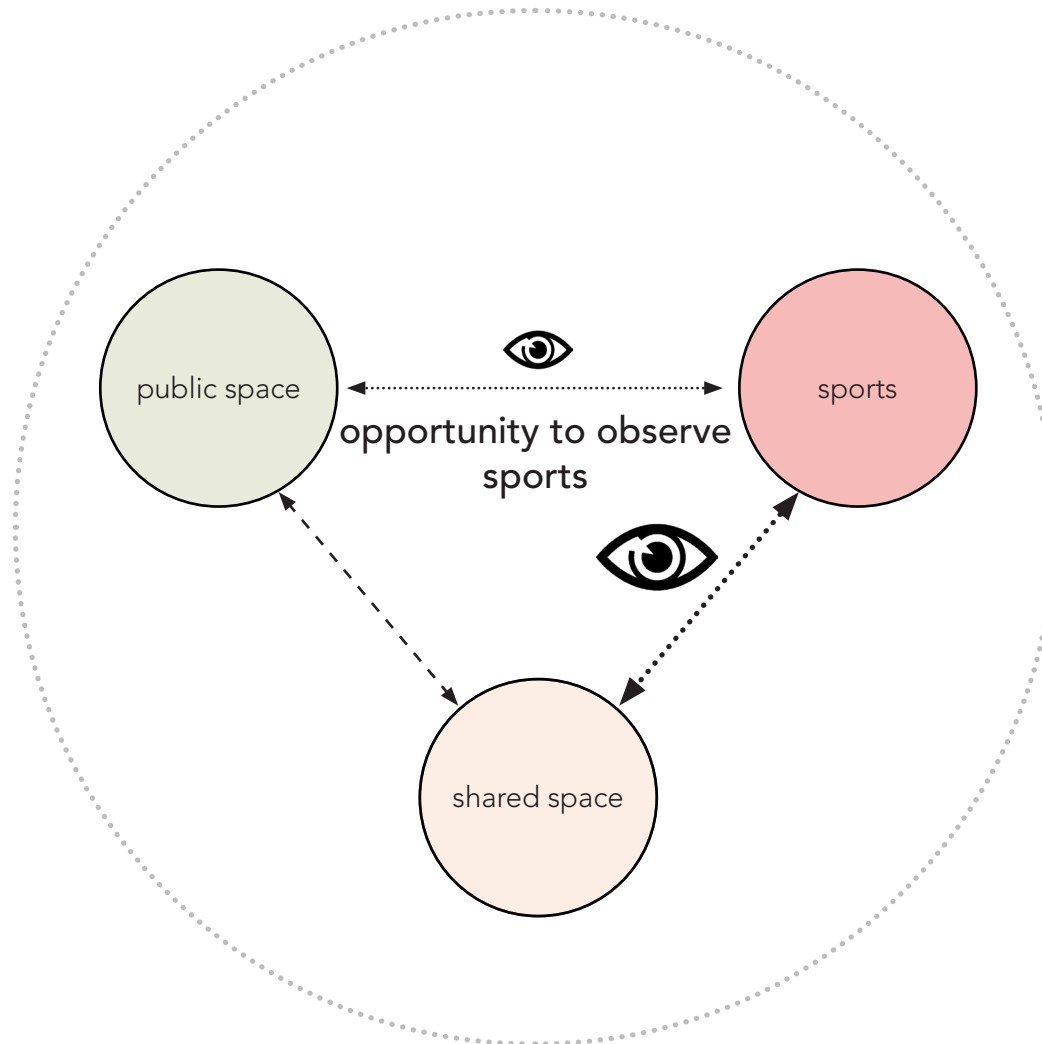 public space
sports
opportunity to observe
sports
shared space